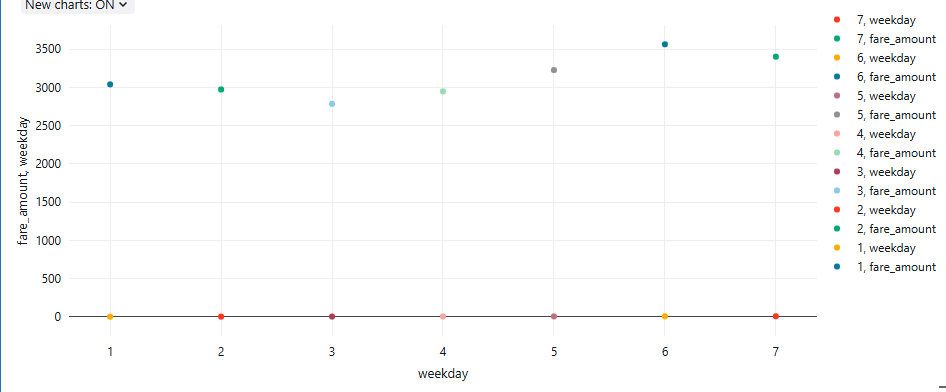 New charts: ON
7, weekday
7, fare_amount
6, weekday
6, fare_amount
5, weekday
5, fare_amount
4, weekday
4, fare_amount
3, weekday
3, fare_amount
2, weekday
2, fare_amount
1, weekday
1, fare_amount
fare_amount, weekday
3500
3000
2500
2000
1500
1000
500
0
1 2 3 4 5 6 7
weekday